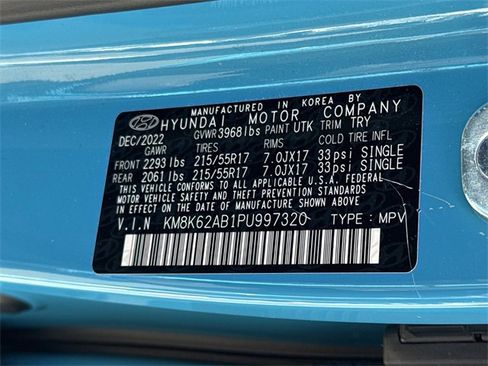 MANUFACTURED IN KOREA BY
HYUNDAI MOTOR COMPANY
DEC/2022 GVWR3968lbs PAINT UTK TRIM TRY
GAWR TIRES RIMS COLD TIRE INFL
FRONT 2293 lbs 215/55R17 7.0JX17 33psi SINGLE
REAR 2061 lbs 215/55R17 7.0JX17 33psi SINGLE
THIS VEHICLE CONFORMS TO ALL APPLICABLE U.S.A. FEDERAL
MOTOR VEHICLE SAFETY AND THEFT PREVENTION STANDARDS IN
EFFECT ON THE DATE OF MANUFACTURE SHOWN ABOVE.
V.I.N KM8K62AB1PU997320 TYPE : MPV